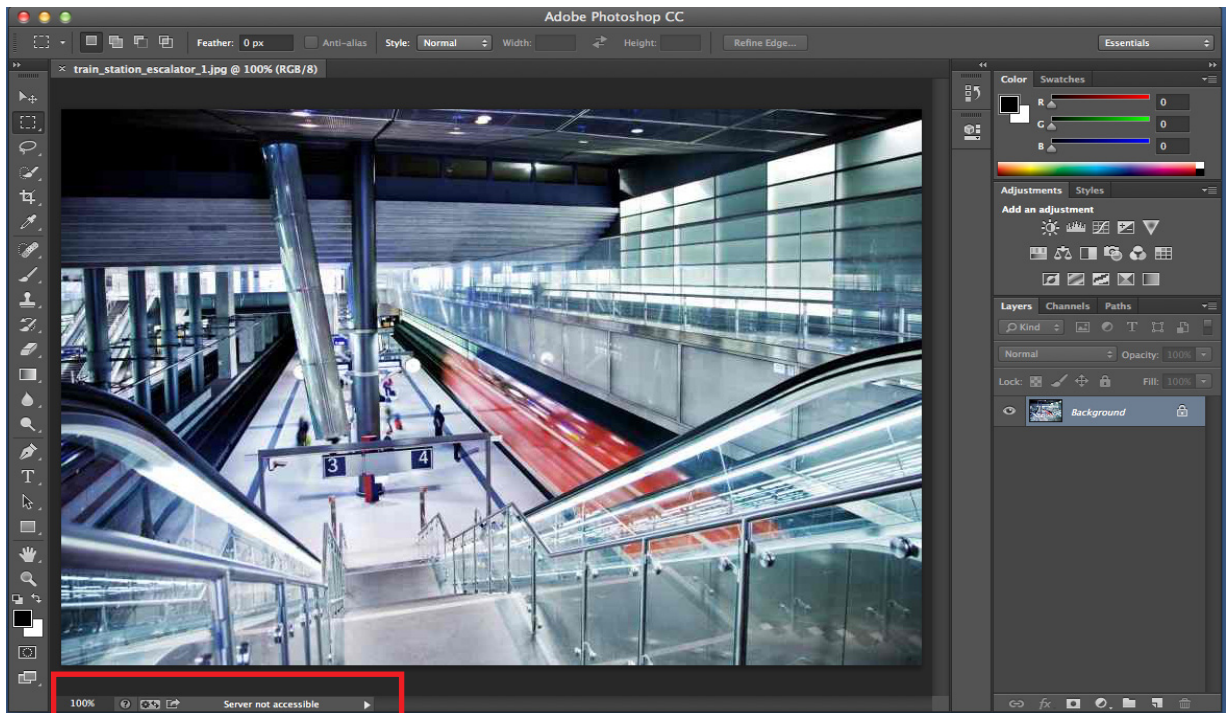 Adobe Photoshop CC
Feather: 0 px Anti-alias Style: Normal Width: Height: Refine Edge... Essentials
× train_station_escalator_1.jpg @ 100% (RGB/8)
Color Swatches
R 0
G 0
B 0
Adjustments Styles
Add an adjustment
Layers Channels Paths
Kind
Normal Opacity: 100%
Lock: Fill: 100%
Background
3 4
100% Server not accessible